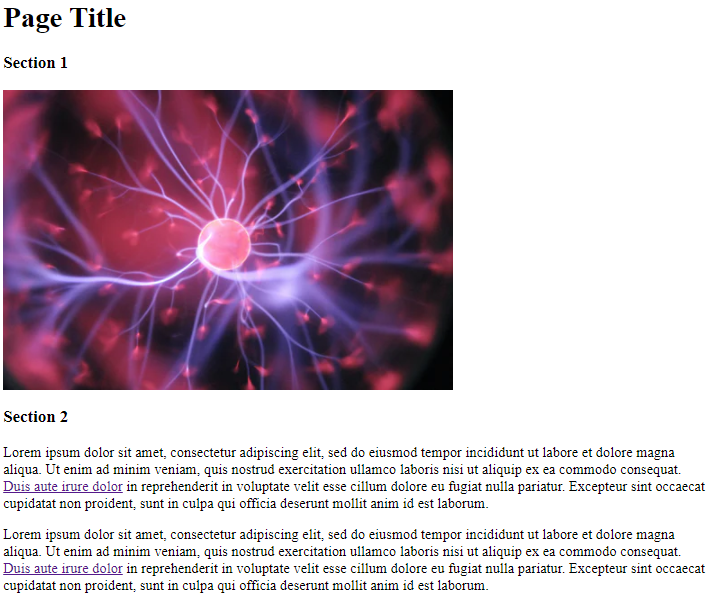 Page Title
Section 1
Section 2
Lorem ipsum dolor sit amet, consectetur adipiscing elit, sed do eiusmod tempor incididunt ut labore et dolore magna
aliqua. Ut enim ad minim veniam, quis nostrud exercitation ullamco laboris nisi ut aliquip ex ea commodo consequat.
Duis aute irure dolor in reprehenderit in voluptate velit esse cillum dolore eu fugiat nulla pariatur. Excepteur sint occaecat
cupidatat non proident, sunt in culpa qui officia deserunt mollit anim id est laborum.
Lorem ipsum dolor sit amet, consectetur adipiscing elit, sed do eiusmod tempor incididunt ut labore et dolore magna
aliqua. Ut enim ad minim veniam, quis nostrud exercitation ullamco laboris nisi ut aliquip ex ea commodo consequat.
Duis aute irure dolor in reprehenderit in voluptate velit esse cillum dolore eu fugiat nulla pariatur. Excepteur sint occaecat
cupidatat non proident, sunt in culpa qui officia deserunt mollit anim id est laborum.